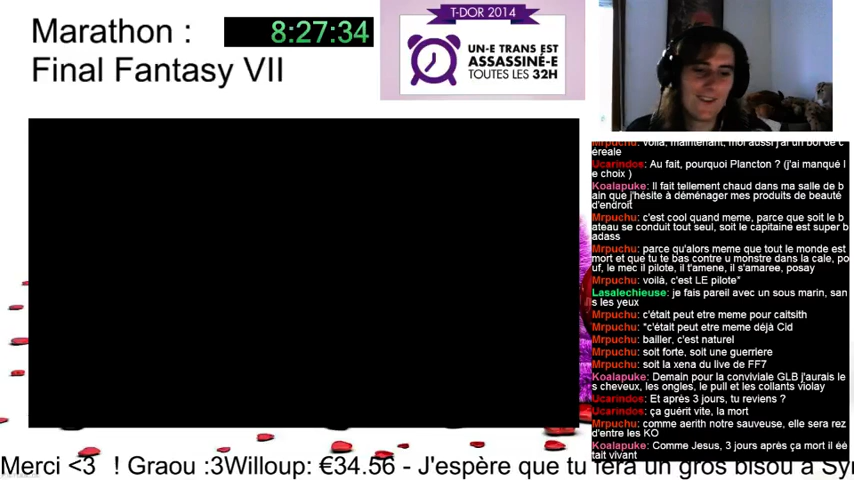 Marathon :
Final Fantasy VII
8:27:34
T-DOR 2014
UN-E TRANS EST
ASSASSINÉ-E
TOUTES LES 32H
Mrpuchu: voilà, maintenant, moi aussi j'ai un bol de c
éreale
Ucarindos: Au fait, pourquoi Plancton ? (j'ai manqué l
e choix )
Koalapuke: Il fait tellement chaud dans ma salle de b
ain que j'hésite à déménager mes produits de beauté
d'endroit
Mrpuchu: c'est cool quand meme, parce que soit le b
ateau se conduit tout seul, soit le capitaine est super b
adass
Mrpuchu: parce qu'alors meme que tout le monde est
mort et que tu te bas contre u monstre dans la cale, po
uf, le mec il pilote, il t'amene, il s'amaree, posay
Mrpuchu: voilà, c'est LE pilote*
Lasalechieuse: je fais pareil avec un sous marin, san
s les yeux
Mrpuchu: c'était peut etre meme pour caitsith
Mrpuchu: *c'était peut etre meme déjà Cid
Mrpuchu: bailler, c'est naturel
Mrpuchu: soit forte, soit une guerriere
Mrpuchu: soit la xena du live de FF7
Koalapuke: Demain pour la conviviale GLB j'aurais le
s cheveux, les ongles, le pull et les collants violay
Ucarindos: Et après 3 jours, tu reviens ?
Ucarindos: ça guérit vite, la mort
Mrpuchu: comme aerith notre sauveuse, elle sera rez
d'entre les KO
Koalapuke: Comme Jesus, 3 jours après ça mort il éé
tait vivant
Merci <3 ! Graou :3Willoup: €34.56 - J'espère que tu fera un gros bisou à